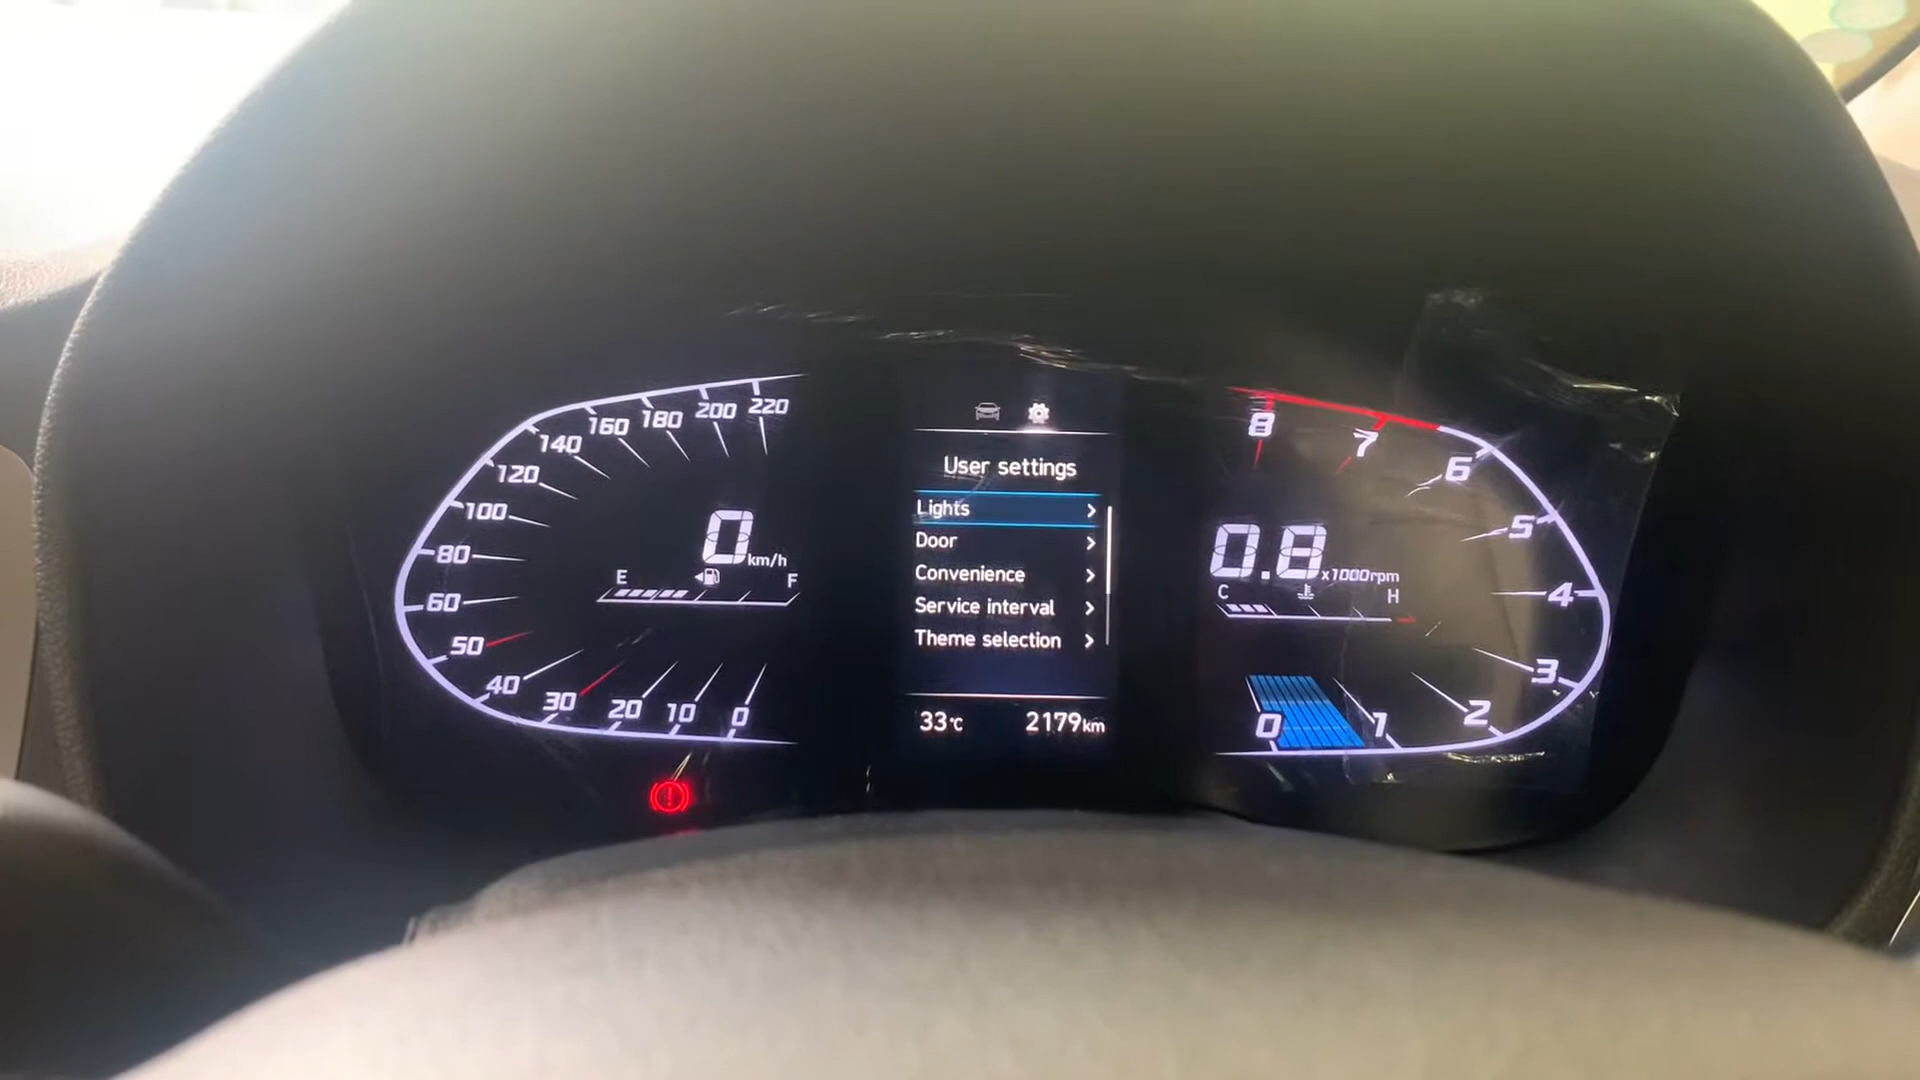 220
200
180
160
140
120
100
80
60
50
40
30
20
10
0
0 km/h
E F
User settings
Lights
Door
Convenience
Service interval
Theme selection
33°C 2179km
8
7
6
5
4
3
2
1
0
0.8 x1000rpm
C H